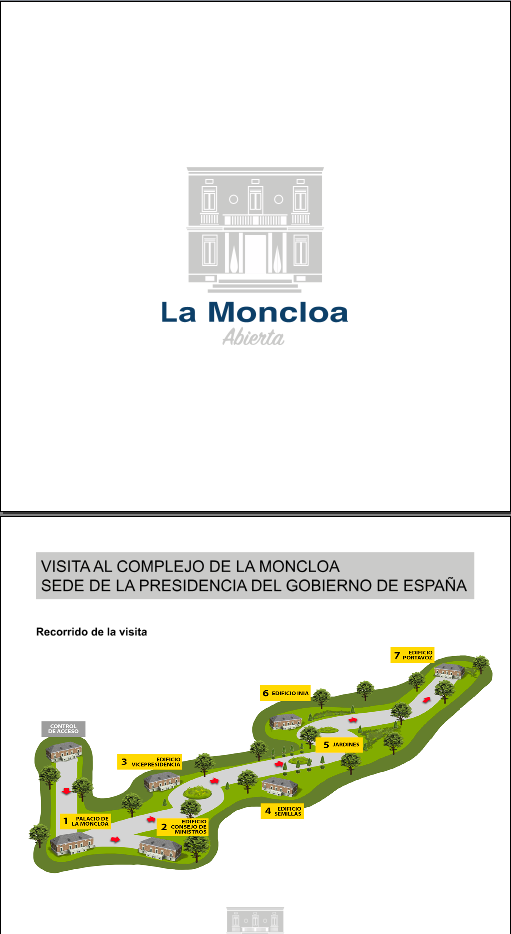 La Moncloa
Abierta
VISITA AL COMPLEJO DE LA MONCLOA
SEDE DE LA PRESIDENCIA DEL GOBIERNO DE ESPAÑA
Recorrido de la visita
7 EDIFICIO
PORTAVOZ
6 EDIFICIO INIA
CONTROL
DE ACCESO
5 JARDINES
3 EDIFICIO
VICEPRESIDENCIA
4 EDIFICIO
SEMILLAS
1 PALACIO DE
LA MONCLOA
2 EDIFICIO
CONSEJO DE
MINISTROS